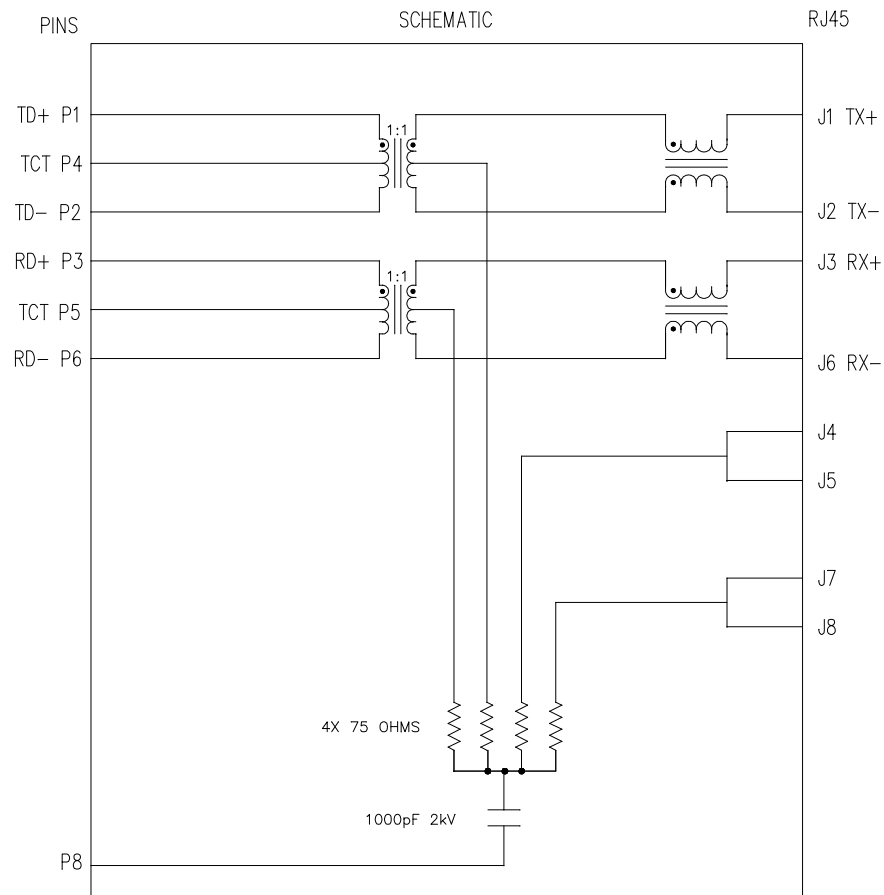 PINS
SCHEMATIC
RJ45
TD+ P1
1:1
J1 TX+
TCT P4
TD- P2
J2 TX-
RD+ P3
1:1
J3 RX+
TCT P5
RD- P6
J6 RX-
J4
J5
J7
J8
4X 75 OHMS
1000pF 2kV
P8